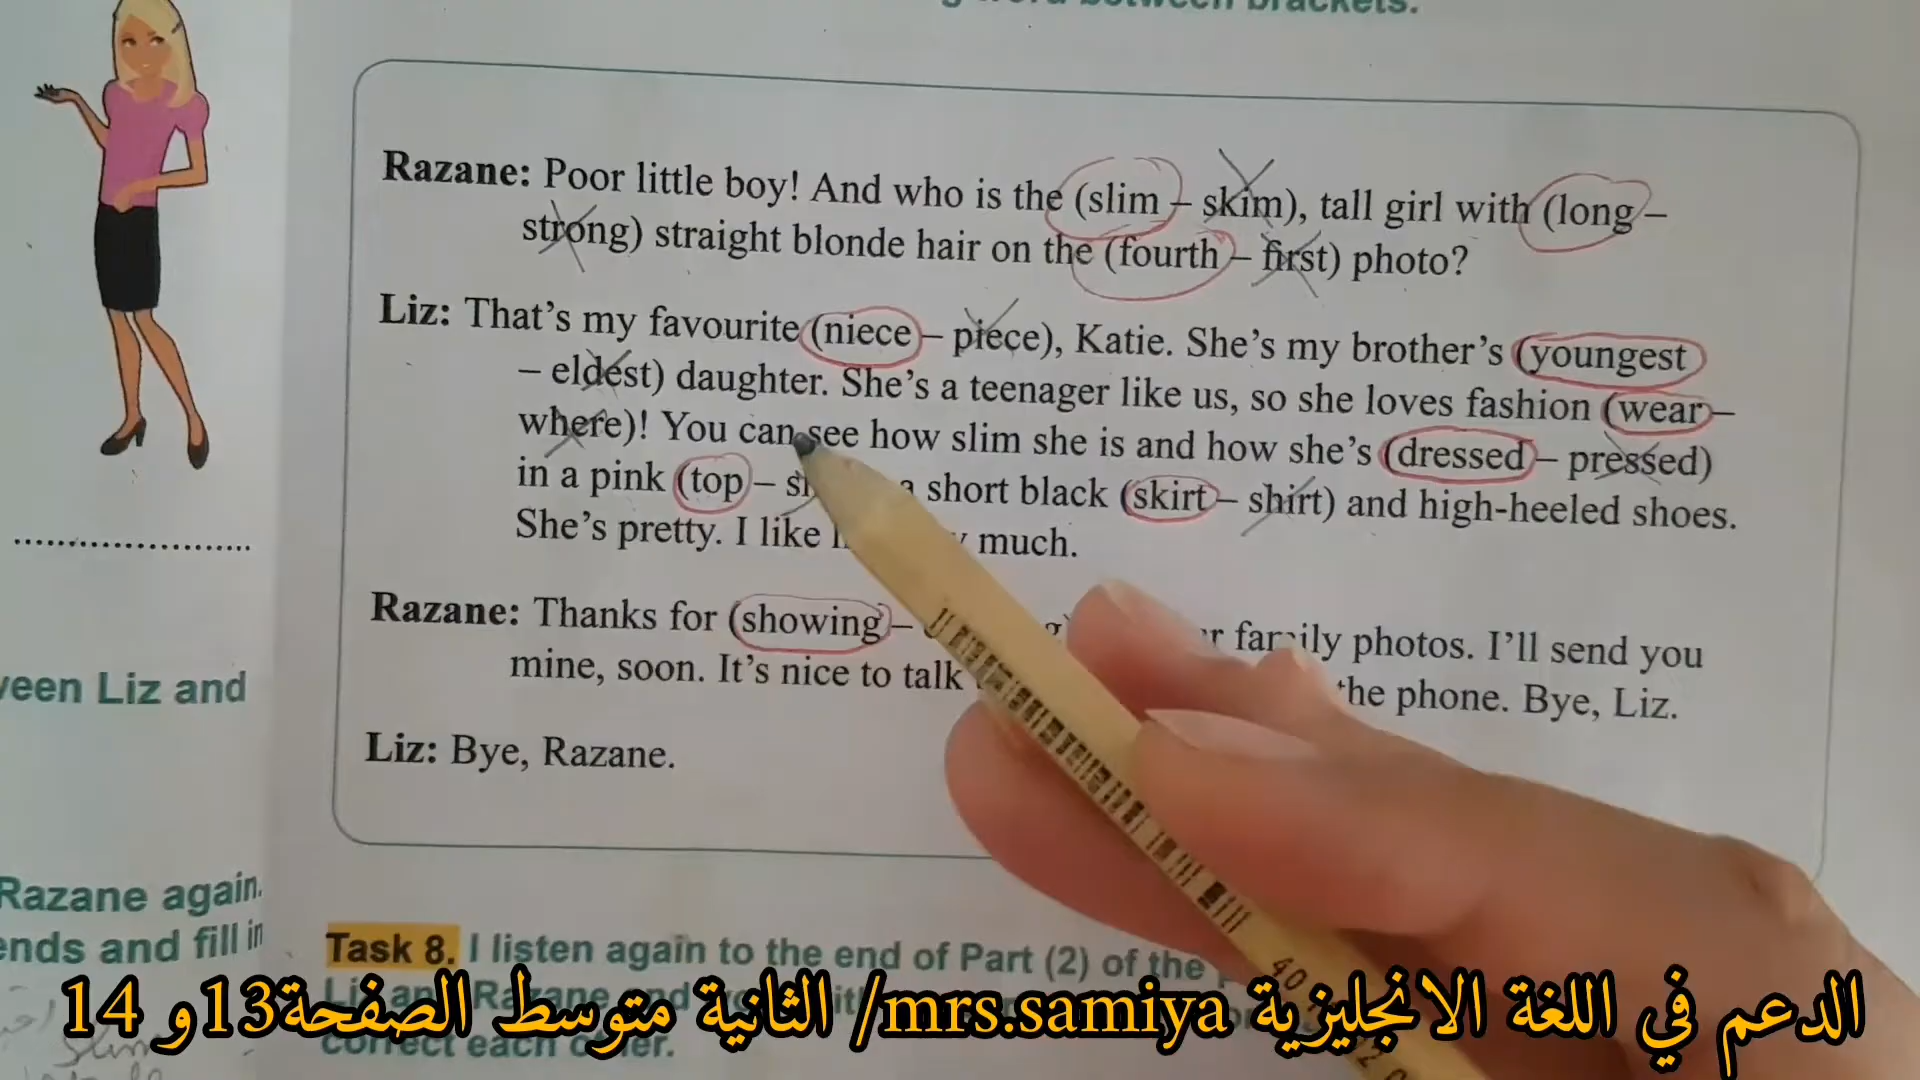 word between brackets.
Razane: Poor little boy! And who is the (slim – skim), tall girl with (long –
strong) straight blonde hair on the (fourth – first) photo?
Liz: That's my favourite (niece – piece), Katie. She's my brother's (youngest
– eldest) daughter. She's a teenager like us, so she loves fashion (wear –
where)! You can see how slim she is and how she's (dressed – pressed)
in a pink (top – a short black (skirt – shirt) and high-heeled shoes.
She's pretty. I like much.
Razane: Thanks for (showing – family photos. I'll send you
mine, soon. It's nice to talk the phone. Bye, Liz.
Liz: Bye, Razane.
Liz and
Razane again.
and fill in
Task 8. I listen again to the end of Part (2) of the
correct each other.
الدعم في اللغة الانجليزية mrs.samiya/ الثانية متوسط الصفحة13و 14